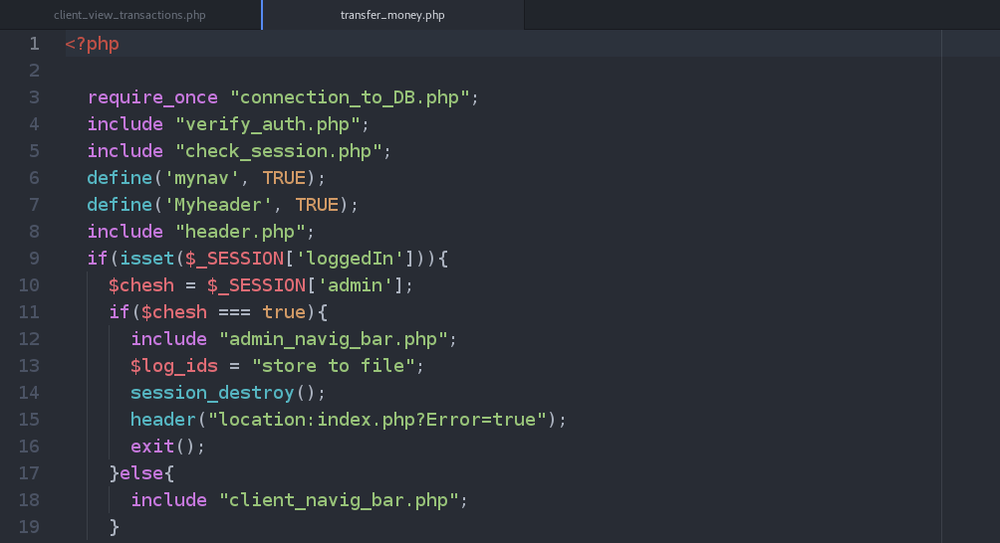 client_view_transactions.php
transfer_money.php
1 <?php
2
3 require_once "connection_to_DB.php";
4 include "verify_auth.php";
5 include "check_session.php";
6 define('mynav', TRUE);
7 define('Myheader', TRUE);
8 include "header.php";
9 if(isset($_SESSION['loggedIn'])){
10 $chesh = $_SESSION['admin'];
11 if($chesh === true){
12 include "admin_navig_bar.php";
13 $log_ids = "store to file";
14 session_destroy();
15 header("location:index.php?Error=true");
16 exit();
17 }else{
18 include "client_navig_bar.php";
19 }